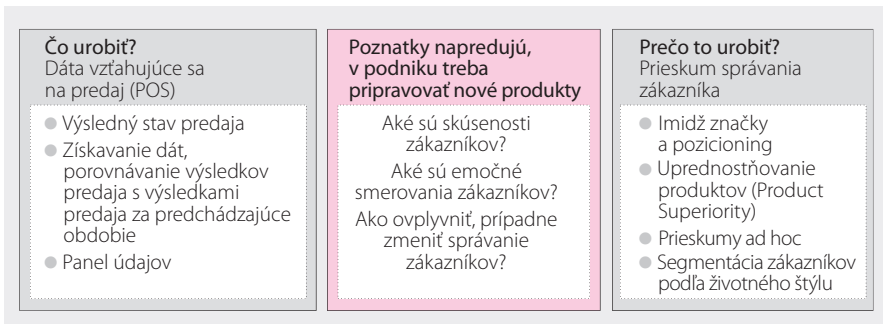 Čo urobiť?
Dáta vzťahujúce sa
na predaj (POS)
Výsledný stav predaja
Získavanie dát,
porovnávanie výsledkov
predaja s výsledkami
predaja za predchádzajúce
obdobie
Panel údajov
Poznatky napredujú,
v podniku treba
pripravovať nové produkty
Aké sú skúsenosti
zákazníkov?
Aké sú emočné
smerovania zákazníkov?
Ako ovplyvniť, prípadne
zmeniť správanie
zákazníkov?
Prečo to urobiť?
Prieskum správania
zákazníka
Imidž značky
a pozicioning
Uprednostňovanie
produktov (Product
Superiority)
Prieskumy ad hoc
Segmentácia zákazníkov
podľa životného štýlu